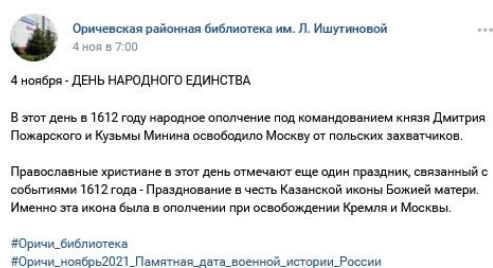 Оричевская районная библиотека им. Л. Ишутиновой
4 ноя в 7:00
4 ноября - ДЕНЬ НАРОДНОГО ЕДИНСТВА
В этот день в 1612 году народное ополчение под командованием князя Дмитрия
Пожарского и Кузьмы Минина освободило Москву от польских захватчиков.
Православные христиане в этот день отмечают еще один праздник, связанный с
событиями 1612 года - Празднование в честь Казанской иконы Божией матери.
Именно эта икона была в ополчении при освобождении Кремля и Москвы.
#Оричи_библиотека
#Оричи_ноябрь2021_Памятная_дата_военной_истории_России